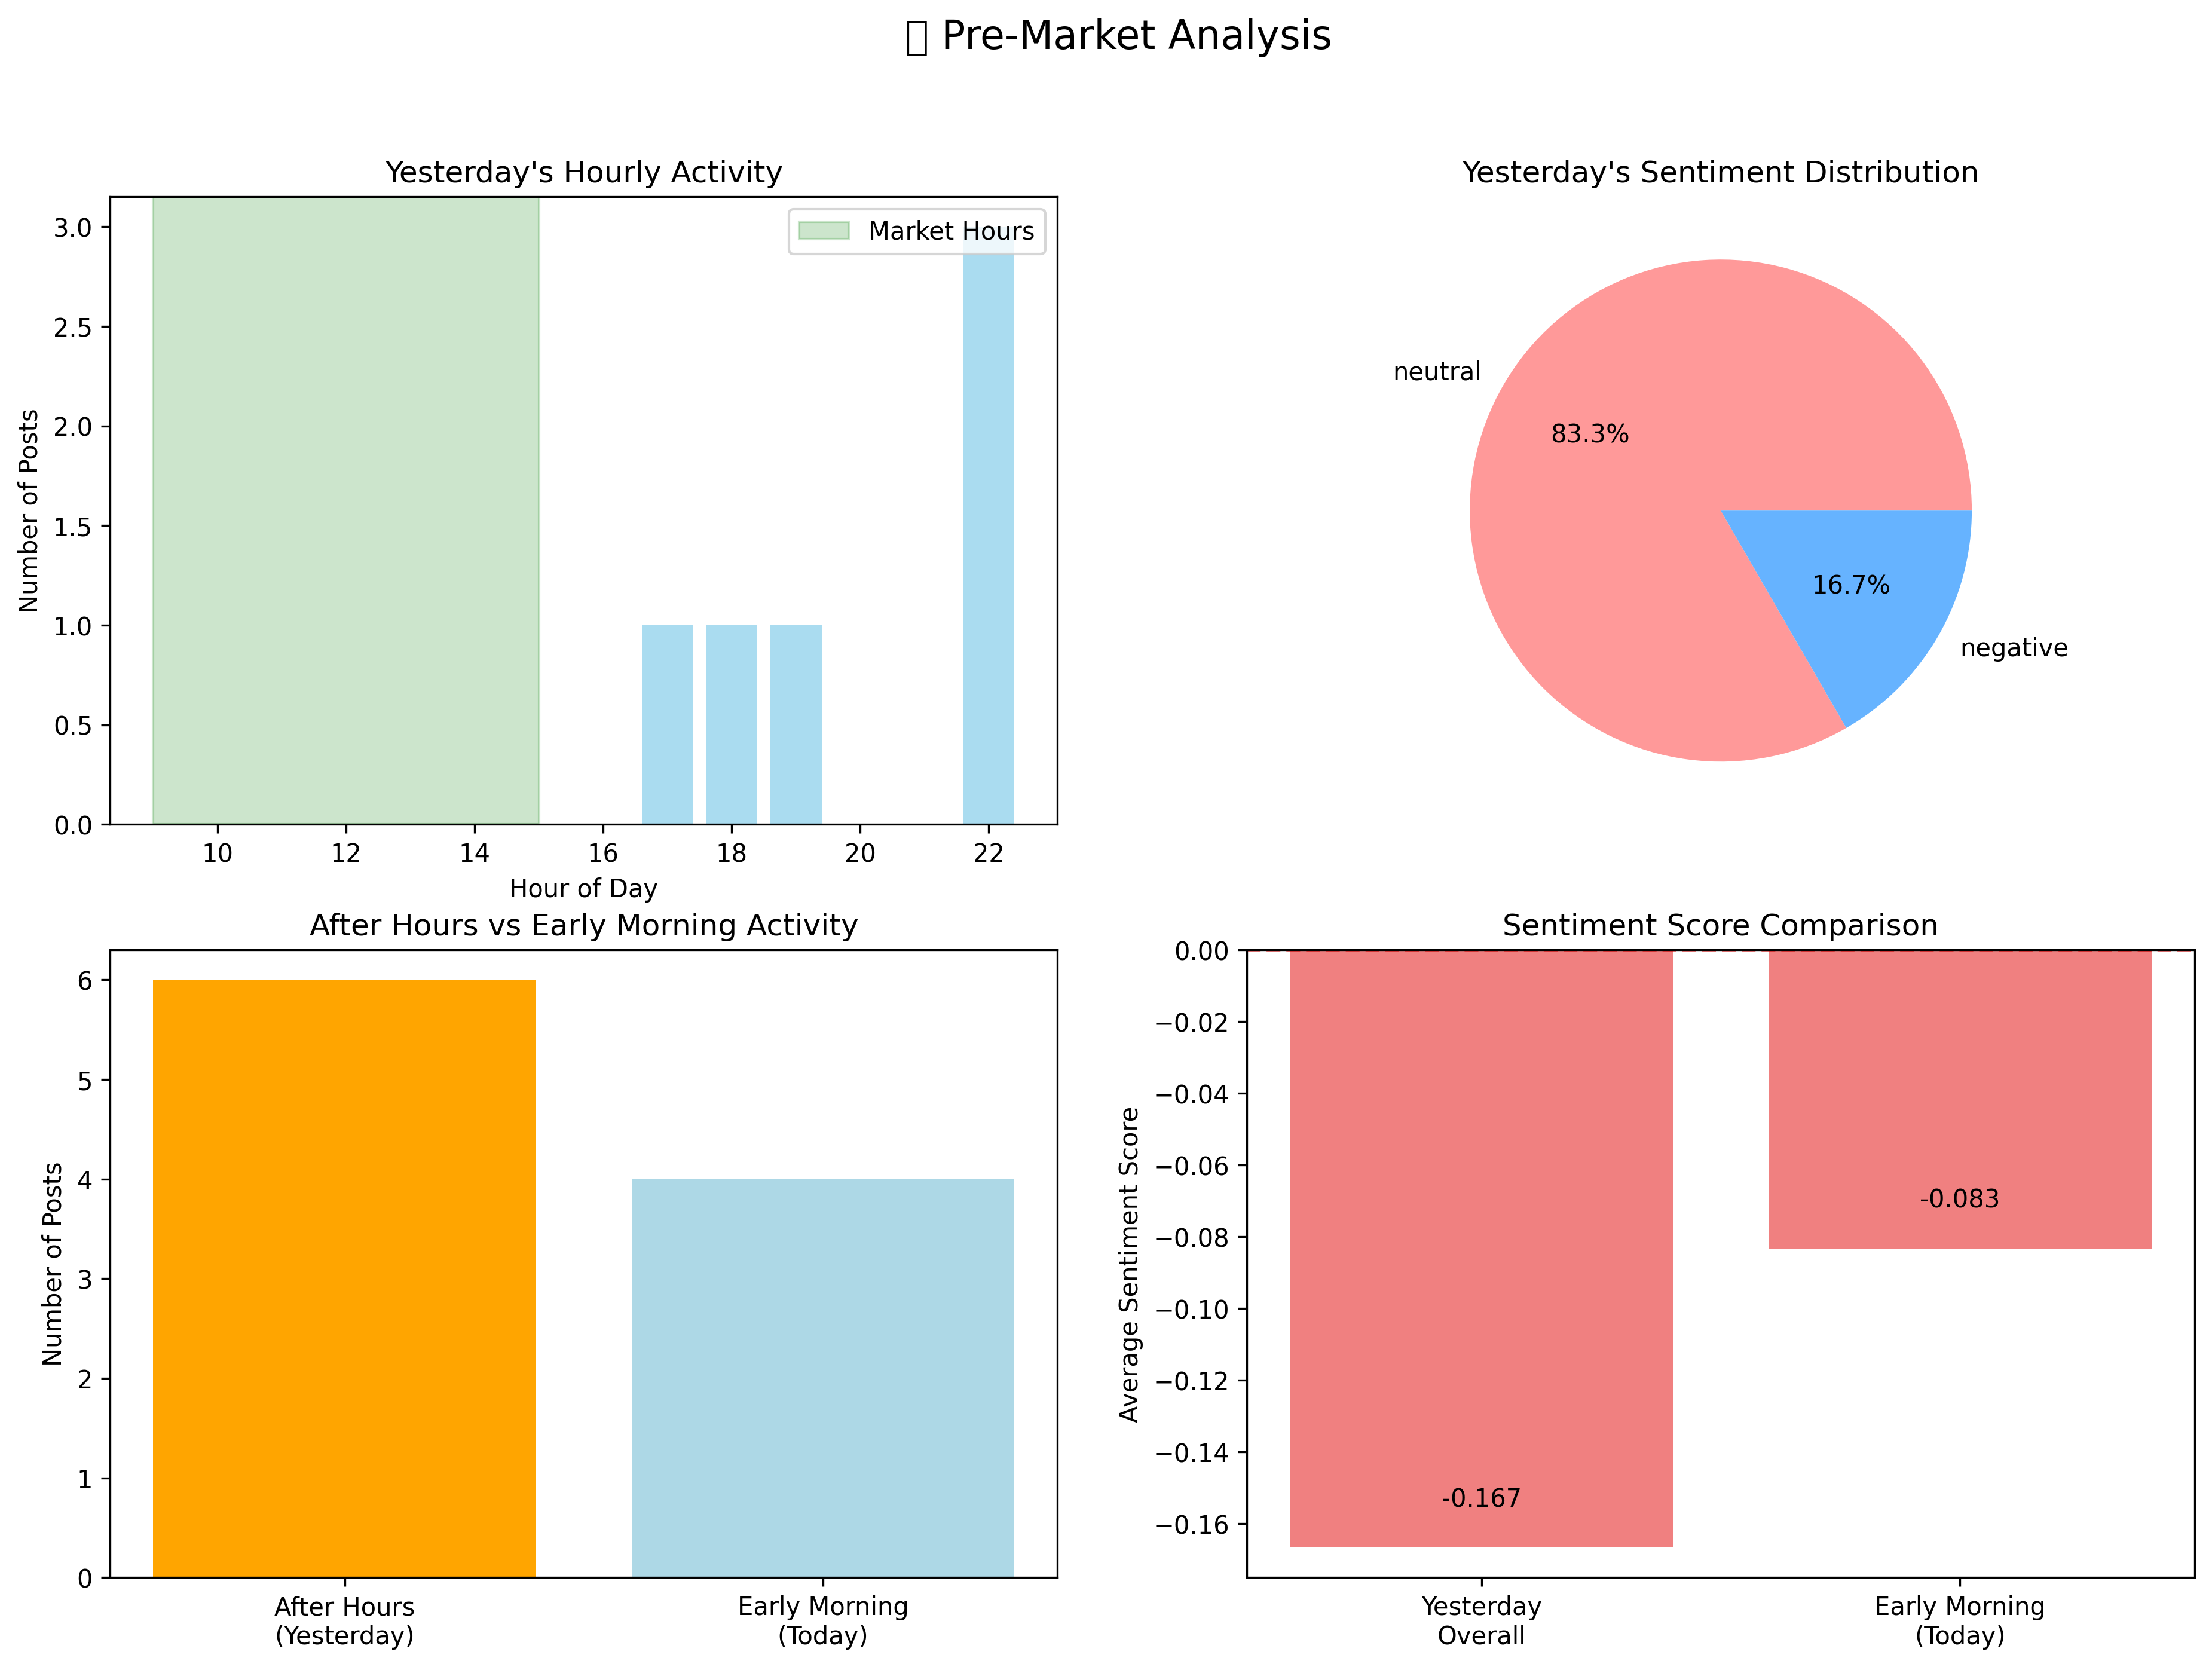 Pre-Market Analysis
Yesterday's Hourly Activity
Market Hours
Number of Posts
3.0
2.5
2.0
1.5
1.0
0.5
0.0
10 12 14 16 18 20 22
Hour of Day
Yesterday's Sentiment Distribution
neutral
83.3%
16.7%
negative
After Hours vs Early Morning Activity
Number of Posts
6
5
4
3
2
1
0
After Hours
(Yesterday)
Early Morning
(Today)
Sentiment Score Comparison
Average Sentiment Score
0.00
−0.02
−0.04
−0.06
−0.08
−0.10
−0.12
−0.14
−0.16
-0.167
-0.083
Yesterday
Overall
Early Morning
(Today)